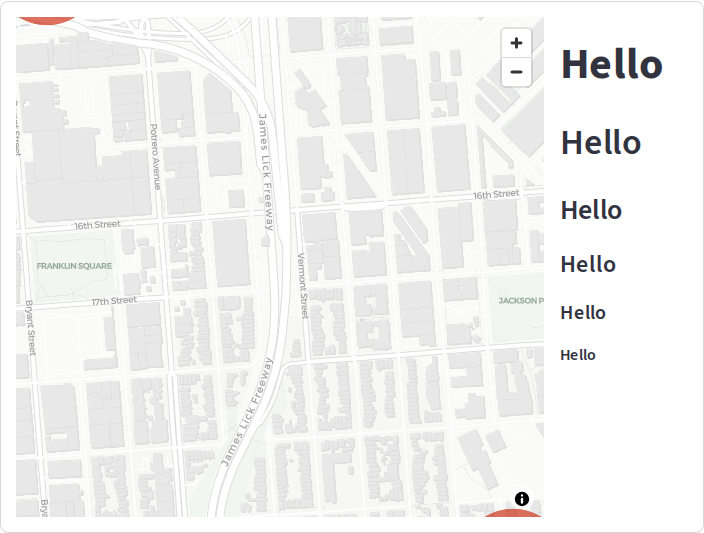 James Lick Freeway
Potrero Avenue
16th Street
16th Street
FRANKLIN SQUARE
Vermont Street
17th Street
Bryant Street
JACKSON P
James Lick Freeway
Brya
+
−
Hello
Hello
Hello
Hello
Hello
Hello